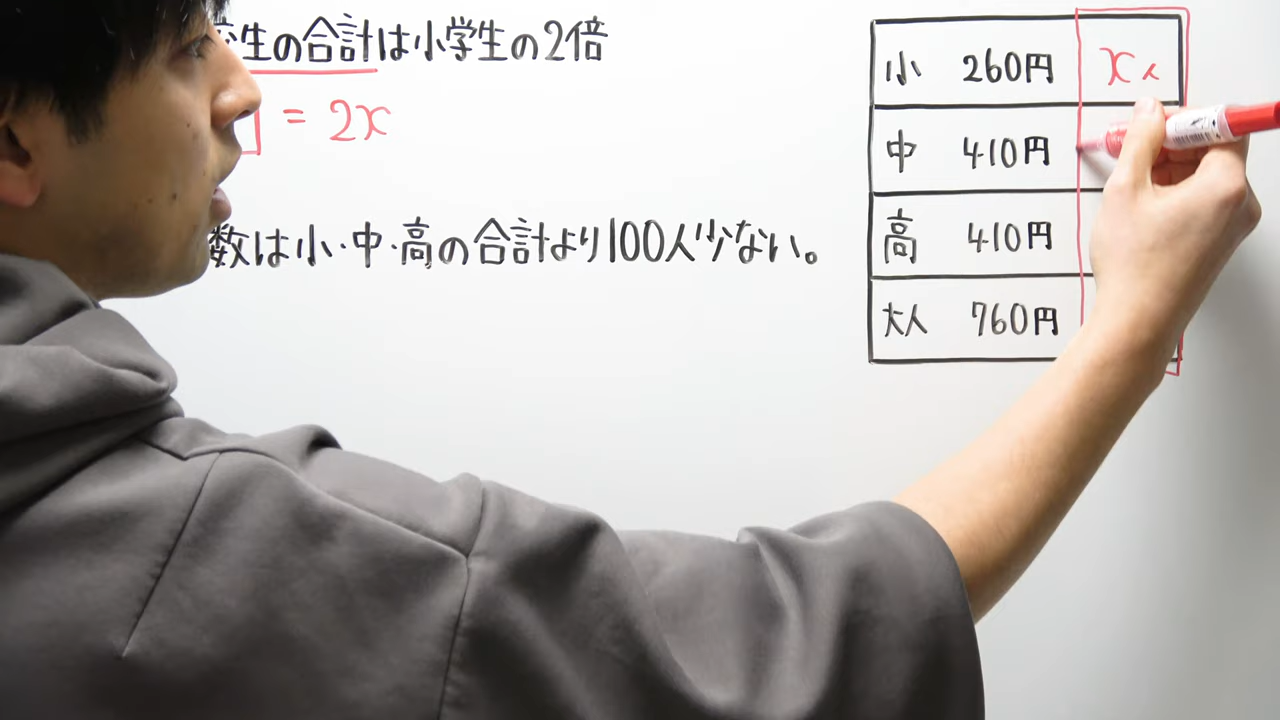 生の合計は小学生の2倍
= 2x
数は小・中・高の合計より100人少ない。
小 260円 x人
中 410円
高 410円
大人 760円